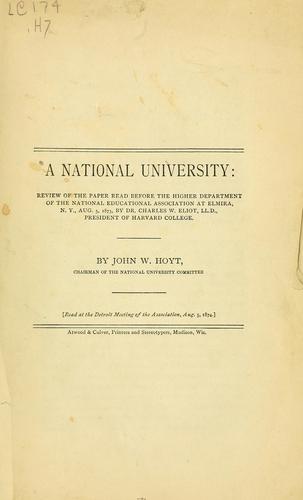 LC 174
.H7
A NATIONAL UNIVERSITY:
REVIEW OF THE PAPER READ BEFORE THE HIGHER DEPARTMENT
OF THE NATIONAL EDUCATIONAL ASSOCIATION AT ELMIRA,
N. Y., AUG. 5, 1873, BY DR. CHARLES W. ELIOT, LL.D.,
PRESIDENT OF HARVARD COLLEGE.
BY JOHN W. HOYT,
CHAIRMAN OF THE NATIONAL UNIVERSITY COMMITTEE
[Read at the Detroit Meeting of the Association, Aug. 5, 1874.]
Atwood & Culver, Printers and Stereotypers, Madison, Wis.